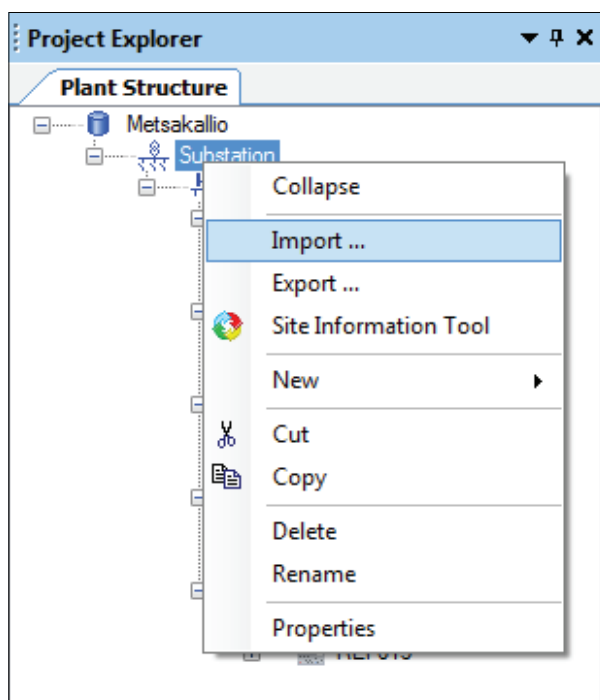 Project Explorer
Plant Structure
Metsakallio
Substation
Collapse
Import ...
Export ...
Site Information Tool
New
Cut
Copy
Delete
Rename
Properties